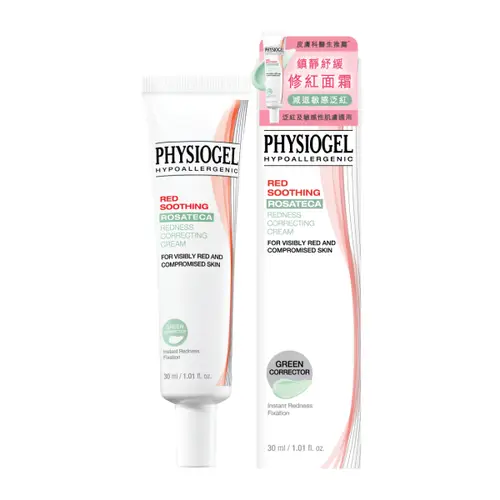 PHYSIOGEL
HYPOALLERGENIC
RED
SOOTHING
ROSATECA
REDNESS
CORRECTING
CREAM
FOR VISIBLY RED AND
COMPROMISED SKIN
GREEN
CORRECTOR
Instant Redness
Fixation
30 ml / 1.01 fl. oz.
皮膚科醫生推薦*
鎮靜紓緩
修紅面霜
減退敏感泛紅
泛紅及敏感性肌膚適用
PHYSIOGEL
HYPOALLERGENIC
RED
SOOTHING
ROSATECA
REDNESS
CORRECTING
CREAM
FOR VISIBLY RED AND
COMPROMISED SKIN
GREEN
CORRECTOR
Instant Redness
Fixation
30 ml / 1.01 fl. oz.